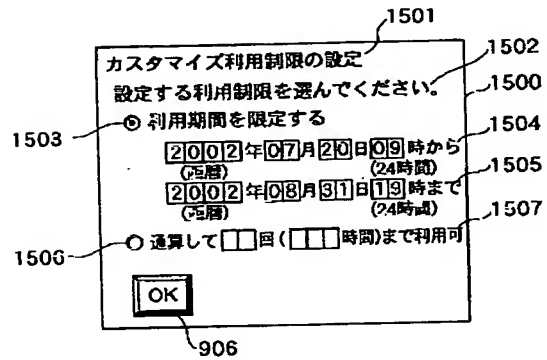 1501
カスタマイズ利用制限の設定
1502
設定する利用制限を選んでください。
1500
1503
利用期間を限定する
1504
2002年07月20日09時から
(西暦) (24時間)
1505
2002年08月31日19時まで
(西暦) (24時間)
1507
1506
通算して 回( 時間)まで利用可
OK
906